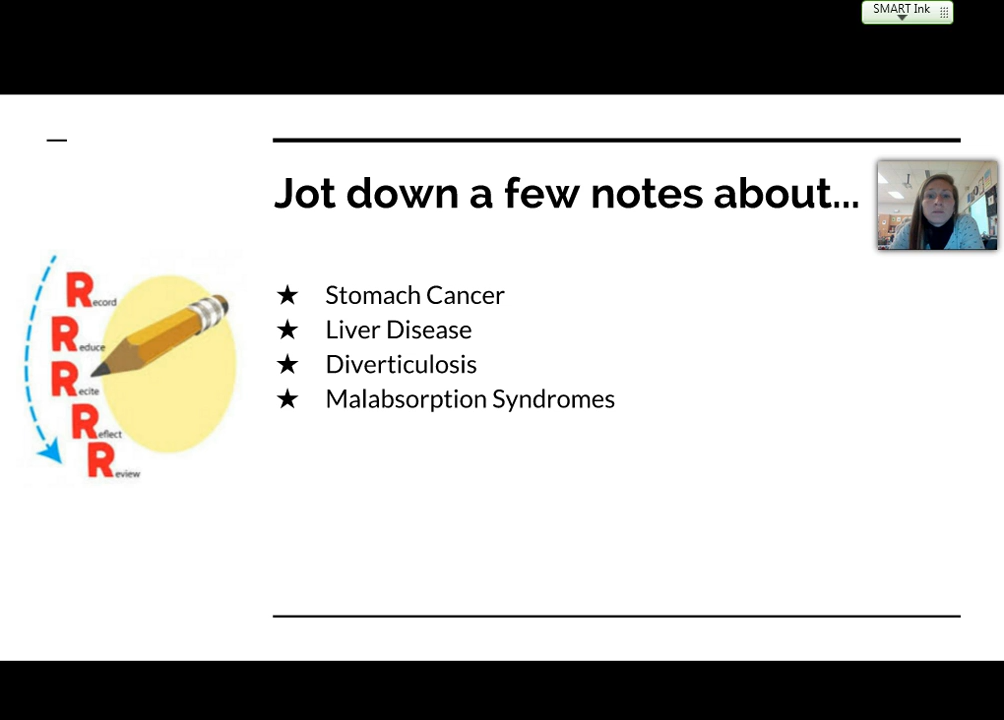 SMART Ink
Jot down a few notes about...
★ Stomach Cancer
★ Liver Disease
★ Diverticulosis
★ Malabsorption Syndromes
Record
Reduce
Recite
Reflect
Review